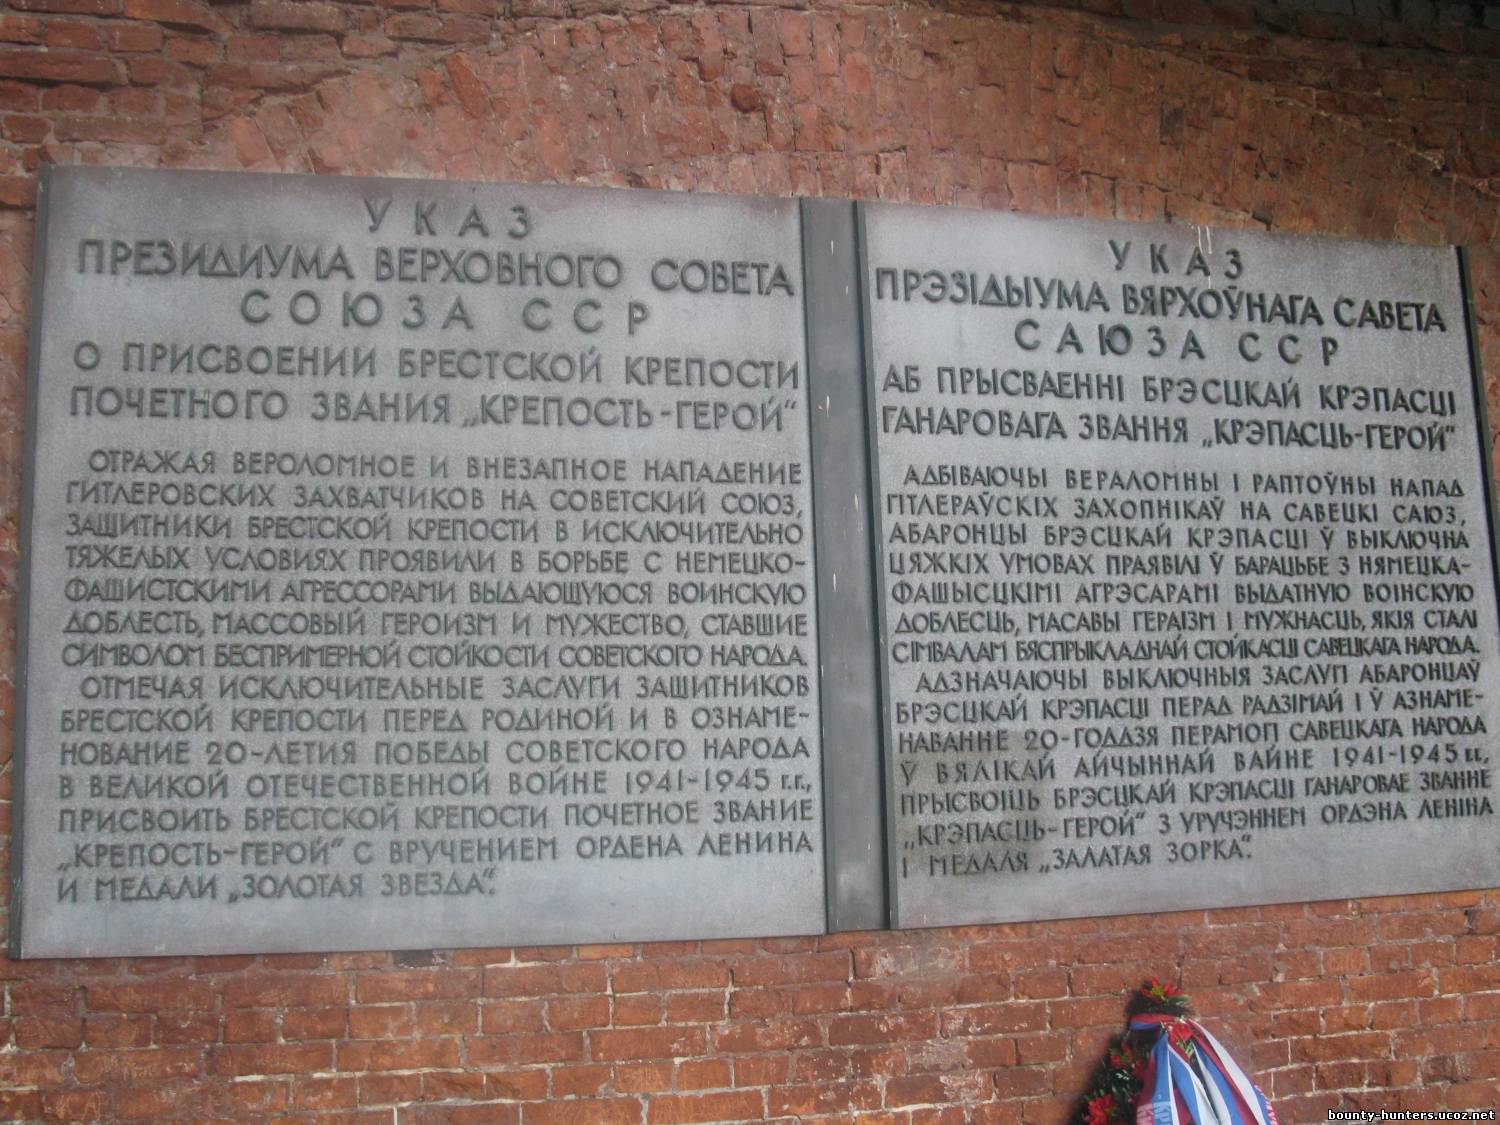 УКАЗ
ПРЕЗИДИУМА ВЕРХОВНОГО СОВЕТА
СОЮЗА ССР
О ПРИСВОЕНИИ БРЕСТСКОЙ КРЕПОСТИ
ПОЧЕТНОГО ЗВАНИЯ „КРЕПОСТЬ-ГЕРОЙ“
ОТРАЖАЯ ВЕРОЛОМНОЕ И ВНЕЗАПНОЕ НАПАДЕНИЕ
ГИТЛЕРОВСКИХ ЗАХВАТЧИКОВ НА СОВЕТСКИЙ СОЮЗ,
ЗАЩИТНИКИ БРЕСТСКОЙ КРЕПОСТИ В ИСКЛЮЧИТЕЛЬНО
ТЯЖЕЛЫХ УСЛОВИЯХ ПРОЯВИЛИ В БОРЬБЕ С НЕМЕЦКО-
ФАШИСТСКИМИ АГРЕССОРАМИ ВЫДАЮЩУЮСЯ ВОИНСКУЮ
ДОБЛЕСТЬ, МАССОВЫЙ ГЕРОИЗМ И МУЖЕСТВО, СТАВШИЕ
СИМВОЛОМ БЕСПРИМЕРНОЙ СТОЙКОСТИ СОВЕТСКОГО НАРОДА.
ОТМЕЧАЯ ИСКЛЮЧИТЕЛЬНЫЕ ЗАСЛУГИ ЗАЩИТНИКОВ
БРЕСТСКОЙ КРЕПОСТИ ПЕРЕД РОДИНОЙ И В ОЗНАМЕ-
НОВАНИЕ 20-ЛЕТИЯ ПОБЕДЫ СОВЕТСКОГО НАРОДА
В ВЕЛИКОЙ ОТЕЧЕСТВЕННОЙ ВОЙНЕ 1941-1945 г.г.,
ПРИСВОИТЬ БРЕСТСКОЙ КРЕПОСТИ ПОЧЕТНОЕ ЗВАНИЕ
„КРЕПОСТЬ-ГЕРОЙ“ С ВРУЧЕНИЕМ ОРДЕНА ЛЕНИНА
И МЕДАЛИ „ЗОЛОТАЯ ЗВЕЗДА“.
УКАЗ
ПРЭЗІДЫУМА ВЯРХОЎНАГА САВЕТА
САЮЗА ССР
АБ ПРЫСВАЕННІ БРЭСЦКАЙ КРЭПАСЦІ
ГАНАРОВАГА ЗВАННЯ „КРЭПАСЦЬ-ГЕРОЙ“
АДБІВАЮЧЫ ВЕРАЛОМНЫ І РАПТОЎНЫ НАПАД
ГІТЛЕРАЎСКІХ ЗАХОПНІКАЎ НА САВЕЦКІ САЮЗ,
АБАРОНЦЫ БРЭСЦКАЙ КРЭПАСЦІ Ў ВЫКЛЮЧНА
ЦЯЖКІХ УМОВАХ ПРАЯВІЛІ Ў БАРАЦЬБЕ З НЯМЕЦКА-
ФАШЫСЦКІМІ АГРЭСАРАМІ ВЫДАТНУЮ ВОІНСКУЮ
ДОБЛЕСЦЬ, МАСАВЫ ГЕРАІЗМ І МУЖНАСЦЬ, ЯКІЯ СТАЛІ
СІМВАЛАМ БЯСПРЫКЛАДНАЙ СТОЙКАСЦІ САВЕЦКАГА НАРОДА.
АДЗНАЧАЮЧЫ ВЫКЛЮЧНЫЯ ЗАСЛУГІ АБАРОНЦАЎ
БРЭСЦКАЙ КРЭПАСЦІ ПЕРАД РАДЗІМАЙ І Ў АЗНАМЕ-
НАВАННЕ 20-ГОДДЗЯ ПЕРАМОГІ САВЕЦКАГА НАРОДА
Ў ВЯЛІКАЙ АЙЧЫННАЙ ВАЙНЕ 1941-1945 г.г.,
ПРЫСВОІЦЬ БРЭСЦКАЙ КРЭПАСЦІ ГАНАРОВАЕ ЗВАННЕ
„КРЭПАСЦЬ-ГЕРОЙ“ З УРУЧЭННЕМ ОРДЭНА ЛЕНІНА
І МЕДАЛЯ „ЗАЛАТАЯ ЗОРКА“.
bounty-hunters.ucoz.net